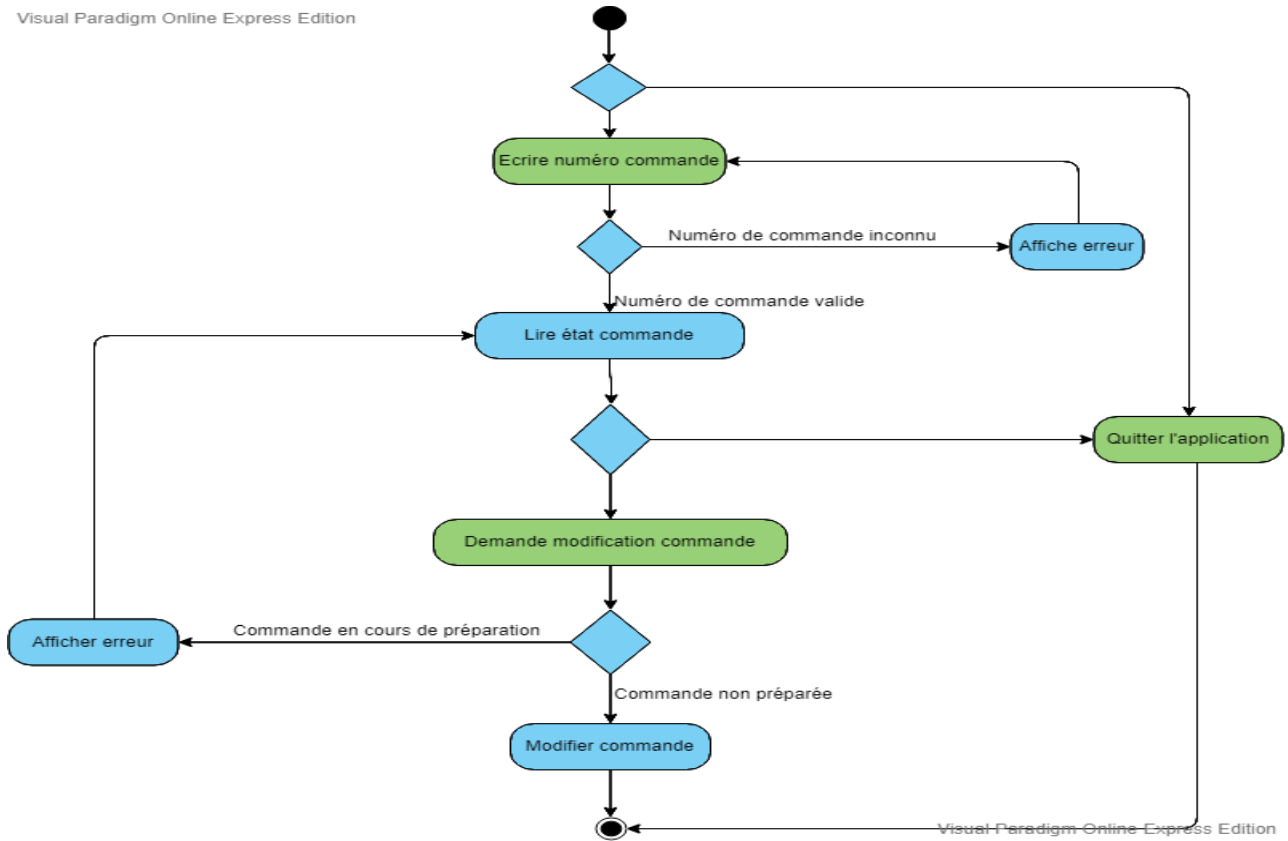 Visual Paradigm Online Express Edition
Ecrire numéro commande
Numéro de commande inconnu
Affiche erreur
Numéro de commande valide
Lire état commande
Quitter l'application
Demande modification commande
Commande en cours de préparation
Afficher erreur
Commande non préparée
Modifier commande
Visual Paradigm Online Express Edition